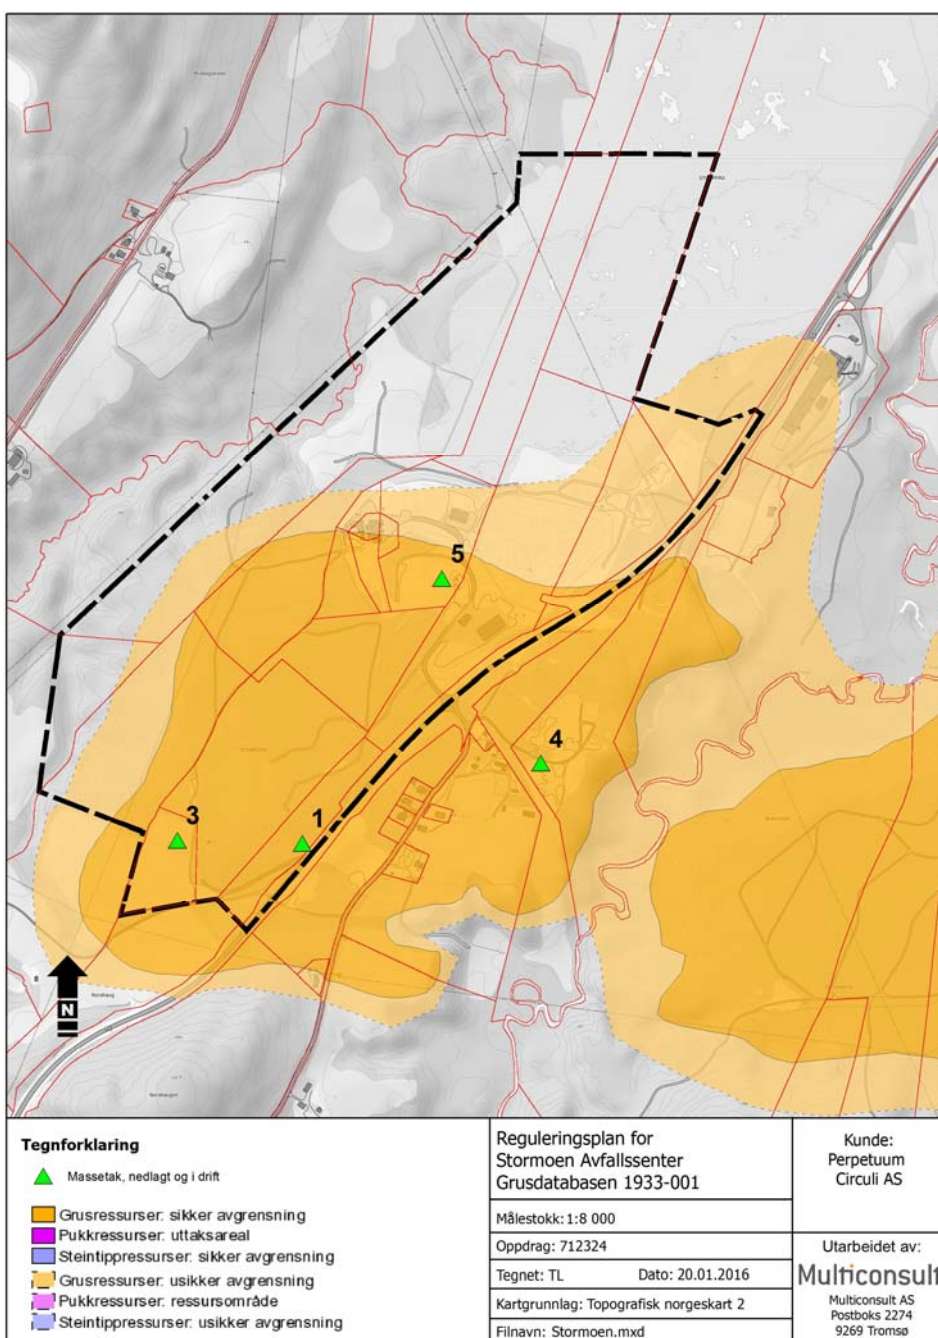 5
4
3
1
N
Tegnforklaring
Massetak, nedlagt og i drift
Grusressurser: sikker avgrensning
Pukkressurser: uttaksareal
Steintippressurser: sikker avgrensning
Grusressurser: usikker avgrensning
Pukkressurser: ressursområde
Steintippressurser: usikker avgrensning
Reguleringsplan for
Stormoen Avfallssenter
Grusdatabasen 1933-001
Målestokk: 1:8 000
Oppdrag: 712324
Tegnet: TL Dato: 20.01.2016
Kartgrunnlag: Topografisk norgeskart 2
Filnavn: Stormoen.mxd
Kunde:
Perpetuum
Circuli AS
Utarbeidet av:
Multiconsult
Multiconsult AS
Postboks 2274
9269 Tromsø